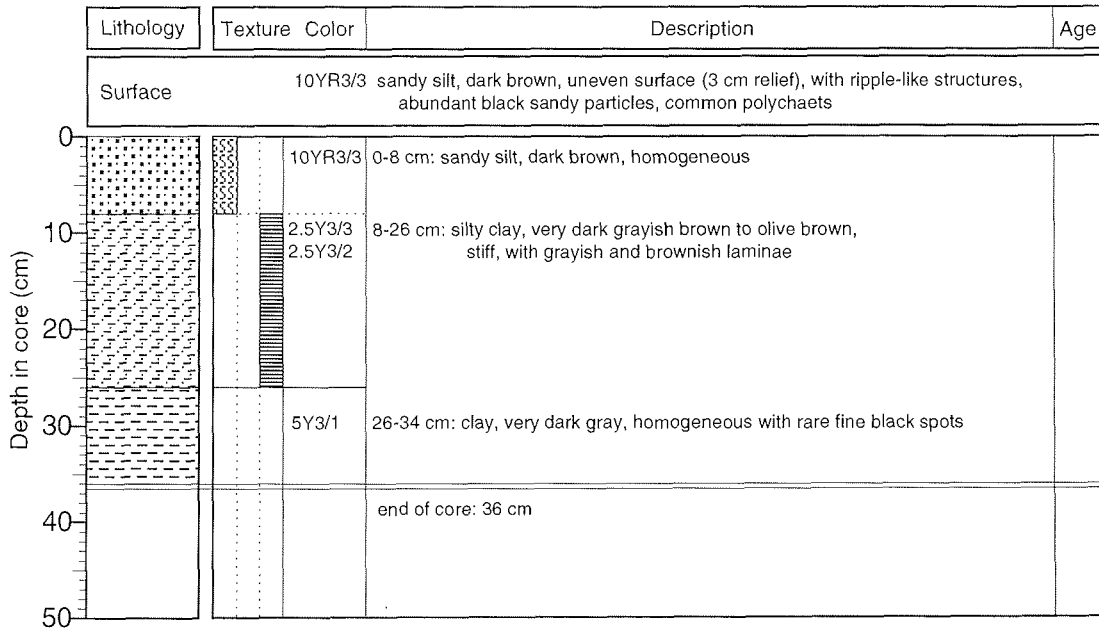 Lithology Texture Color Description Age
Surface 10YR3/3 sandy silt, dark brown, uneven surface (3 cm relief), with ripple-like structures,
abundant black sandy particles, common polychaets
0
10YR3/3 0-8 cm: sandy silt, dark brown, homogeneous
10 2.5Y3/3 8-26 cm: silty clay, very dark grayish brown to olive brown,
2.5Y3/2 stiff, with grayish and brownish laminae
20
30 5Y3/1 26-34 cm: clay, very dark gray, homogeneous with rare fine black spots
end of core: 36 cm
40
50
Depth in core (cm)